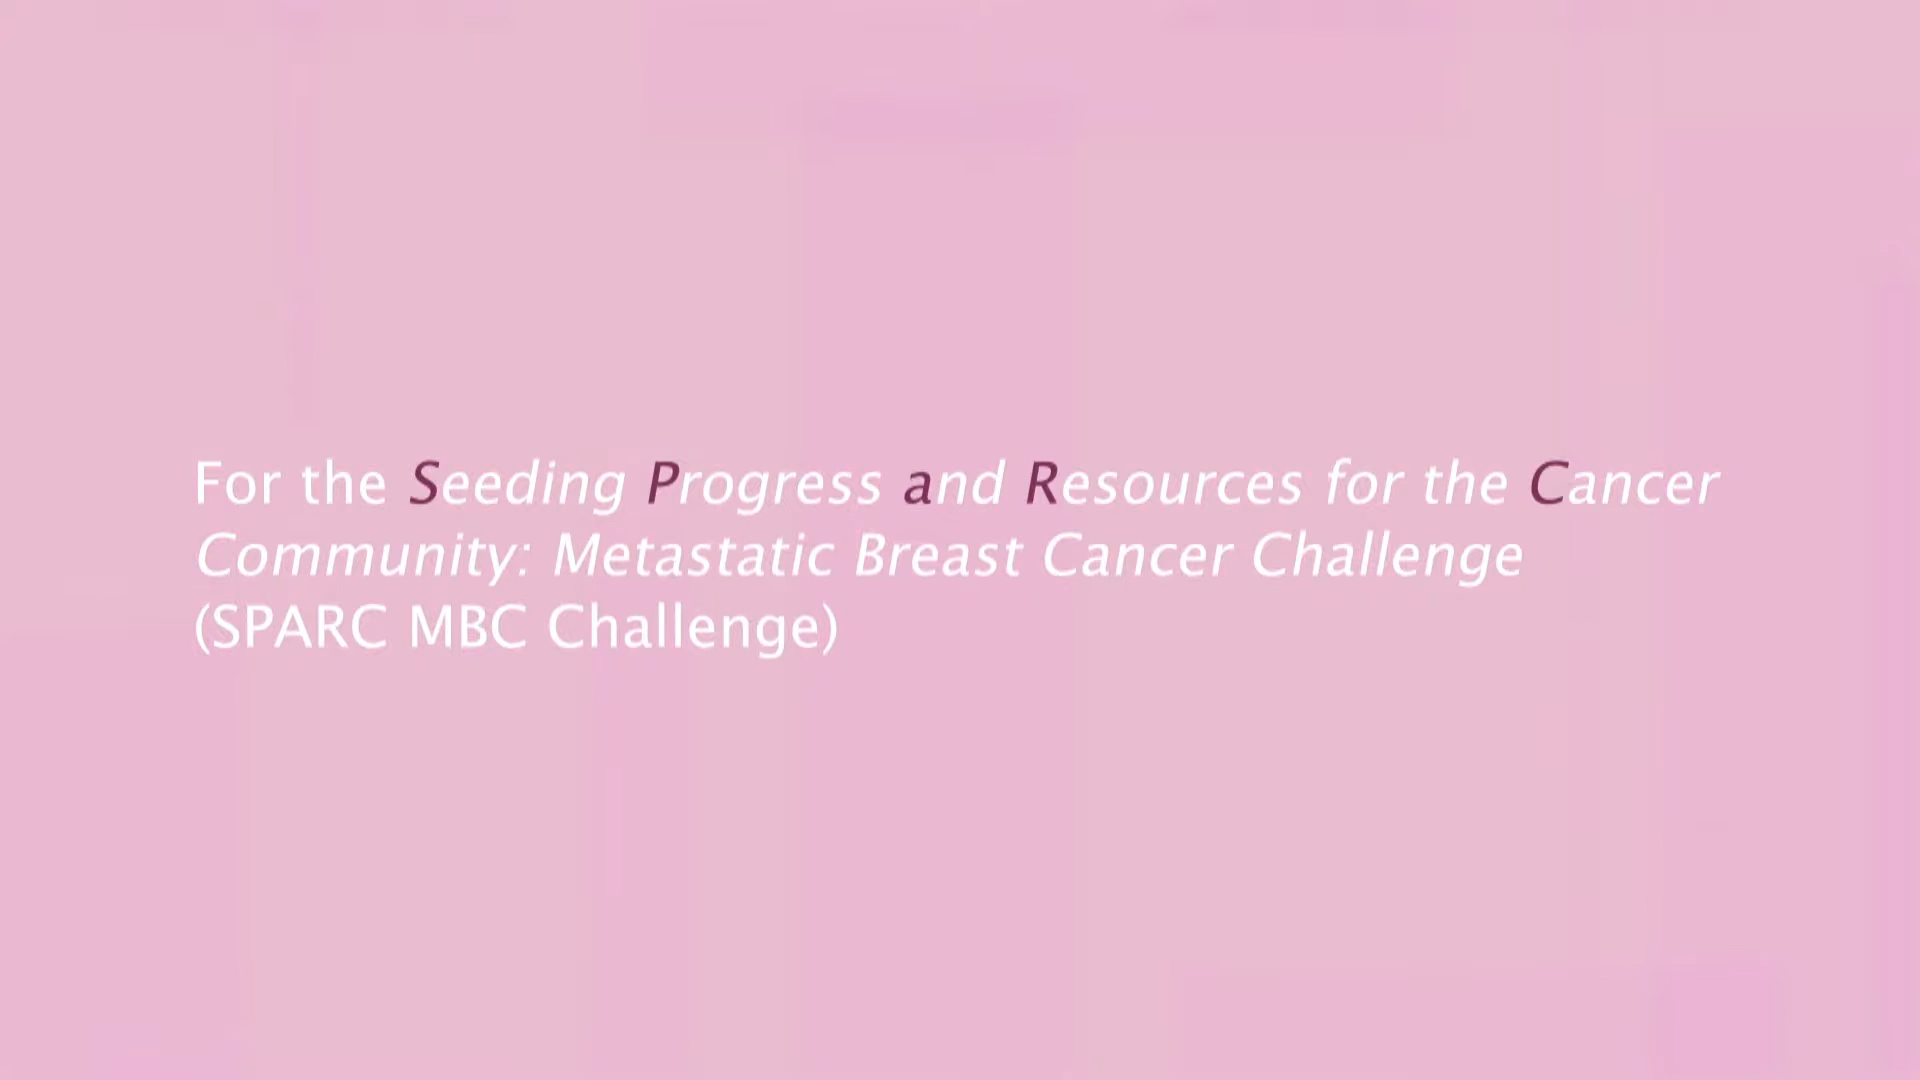 For the Seeding Progress and Resources for the Cancer
Community: Metastatic Breast Cancer Challenge
(SPARC MBC Challenge)